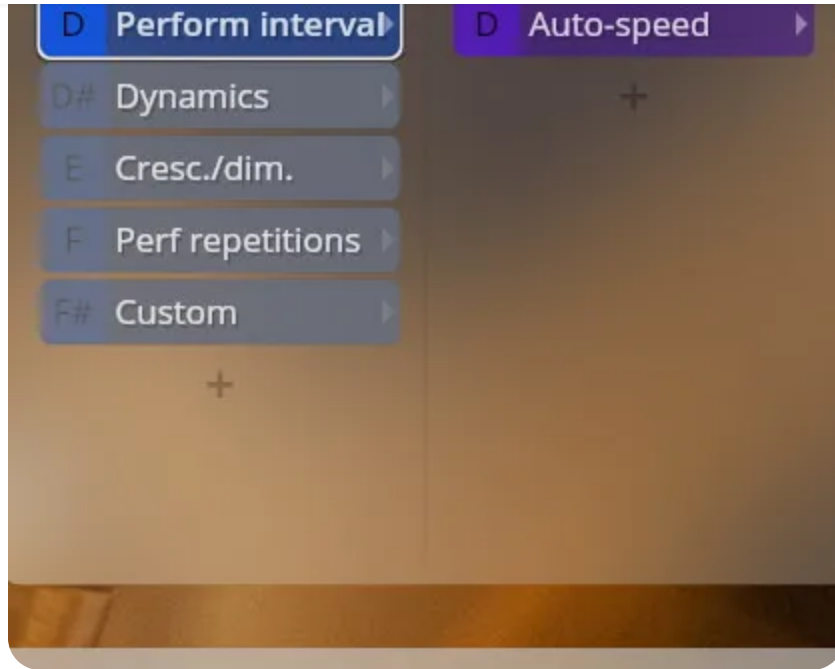 D Perform interval
D# Dynamics
E Cresc./dim.
F Perf repetitions
F# Custom
+
D Auto-speed
+